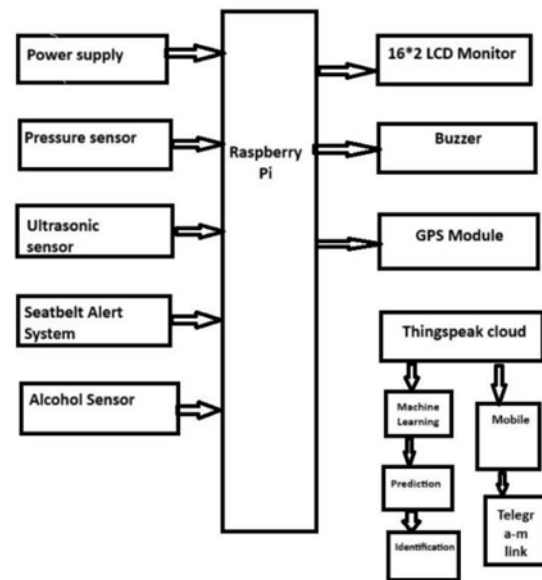 Power supply
Pressure sensor
Ultrasonic
sensor
Seatbelt Alert
System
Alcohol Sensor
Raspberry
Pi
16*2 LCD Monitor
Buzzer
GPS Module
Thingspeak cloud
Machine
Learning
Prediction
Identification
Mobile
Telegr
a-m
link